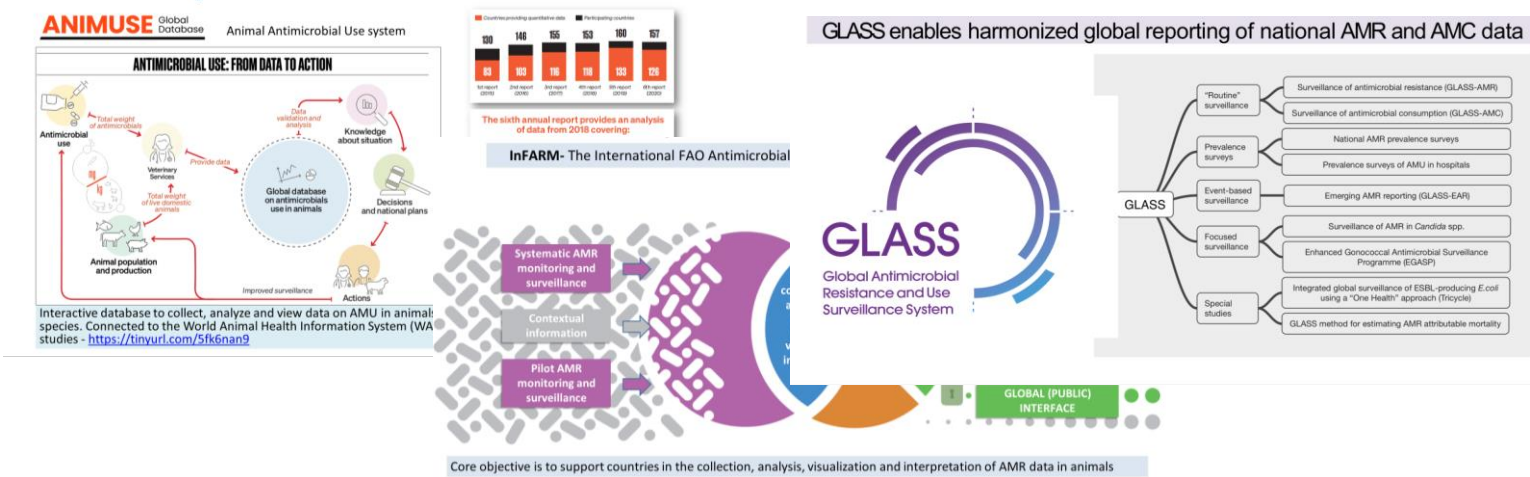 ANIMUSE Global
Database
Animal Antimicrobial Use system
ANTIMICROBIAL USE: FROM DATA TO ACTION
Antimicrobial
use
Total weight
of antimicrobials
Veterinary
Services
Provide data
mg
kg
Total weight
of live domestic
animals
Animal population
and production
Data
validation and
analysis
Global database
on antimicrobials
use in animals
Knowledge
about situation
Decisions
and national plans
Actions
Improved surveillance
Interactive database to collect, analyze and view data on AMU in animals
species. Connected to the World Animal Health Information System (WA
studies - https://tinyurl.com/5fk6nan9
Countries providing quantitative data Participating countries
130 146 155 153 160 157
83 103 116 118 133 126
1st report 2nd report 3rd report 4th report 5th report
The sixth annual report provides an analysis
of data from 2018 covering:
InFARM- The International FAO Antimicrobial
Systematic AMR
monitoring and
surveillance
Contextual
information
Pilot AMR
monitoring and
surveillance
GLOBAL (PUBLIC)
INTERFACE
Core objective is to support countries in the collection, analysis, visualization and interpretation of AMR data in animals
GLASS enables harmonized global reporting of national AMR and AMC data
GLASS
Global Antimicrobial
Resistance and Use
Surveillance System
GLASS
"Routine"
surveillance
Surveillance of antimicrobial resistance (GLASS-AMR)
Surveillance of antimicrobial consumption (GLASS-AMC)
Prevalence
surveys
National AMR prevalence surveys
Prevalence surveys of AMU in hospitals
Event-based
surveillance
Emerging AMR reporting (GLASS-EAR)
Focused
surveillance
Surveillance of AMR in Candida spp.
Enhanced Gonococcal Antimicrobial Surveillance
Programme (EGASP)
Special
studies
Integrated global surveillance of ESBL-producing E.coli
using a "One Health" approach (Tricycle)
GLASS method for estimating AMR attributable mortality